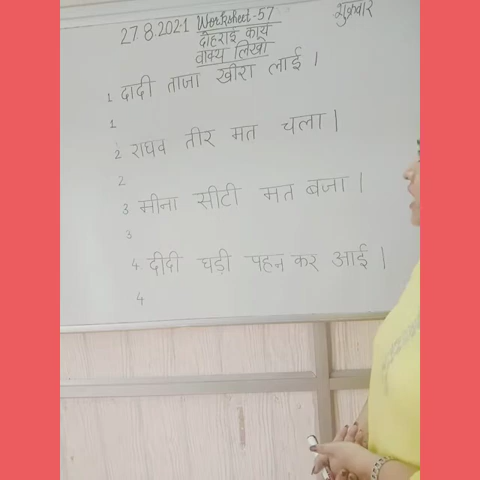 27.8.2021 Worksheet-57 शुक्रवार
दोहराई कार्य
वाक्य लिखो
1 दादी ताजा खीरा लाई ।
1
2 राघव तीर मत चला ।
2
3 मीना सीटी मत बजा ।
3
4. दीदी घड़ी पहन कर आई ।
4